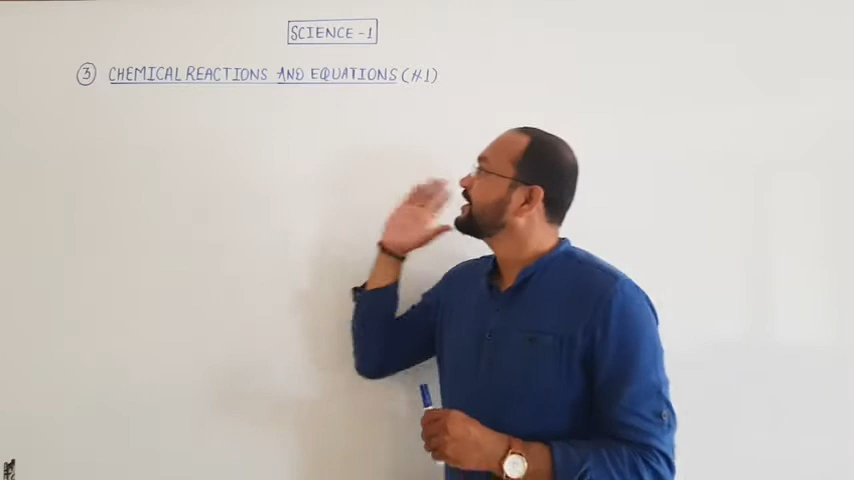 SCIENCE-1
3 CHEMICAL REACTIONS AND EQUATIONS (H.1)